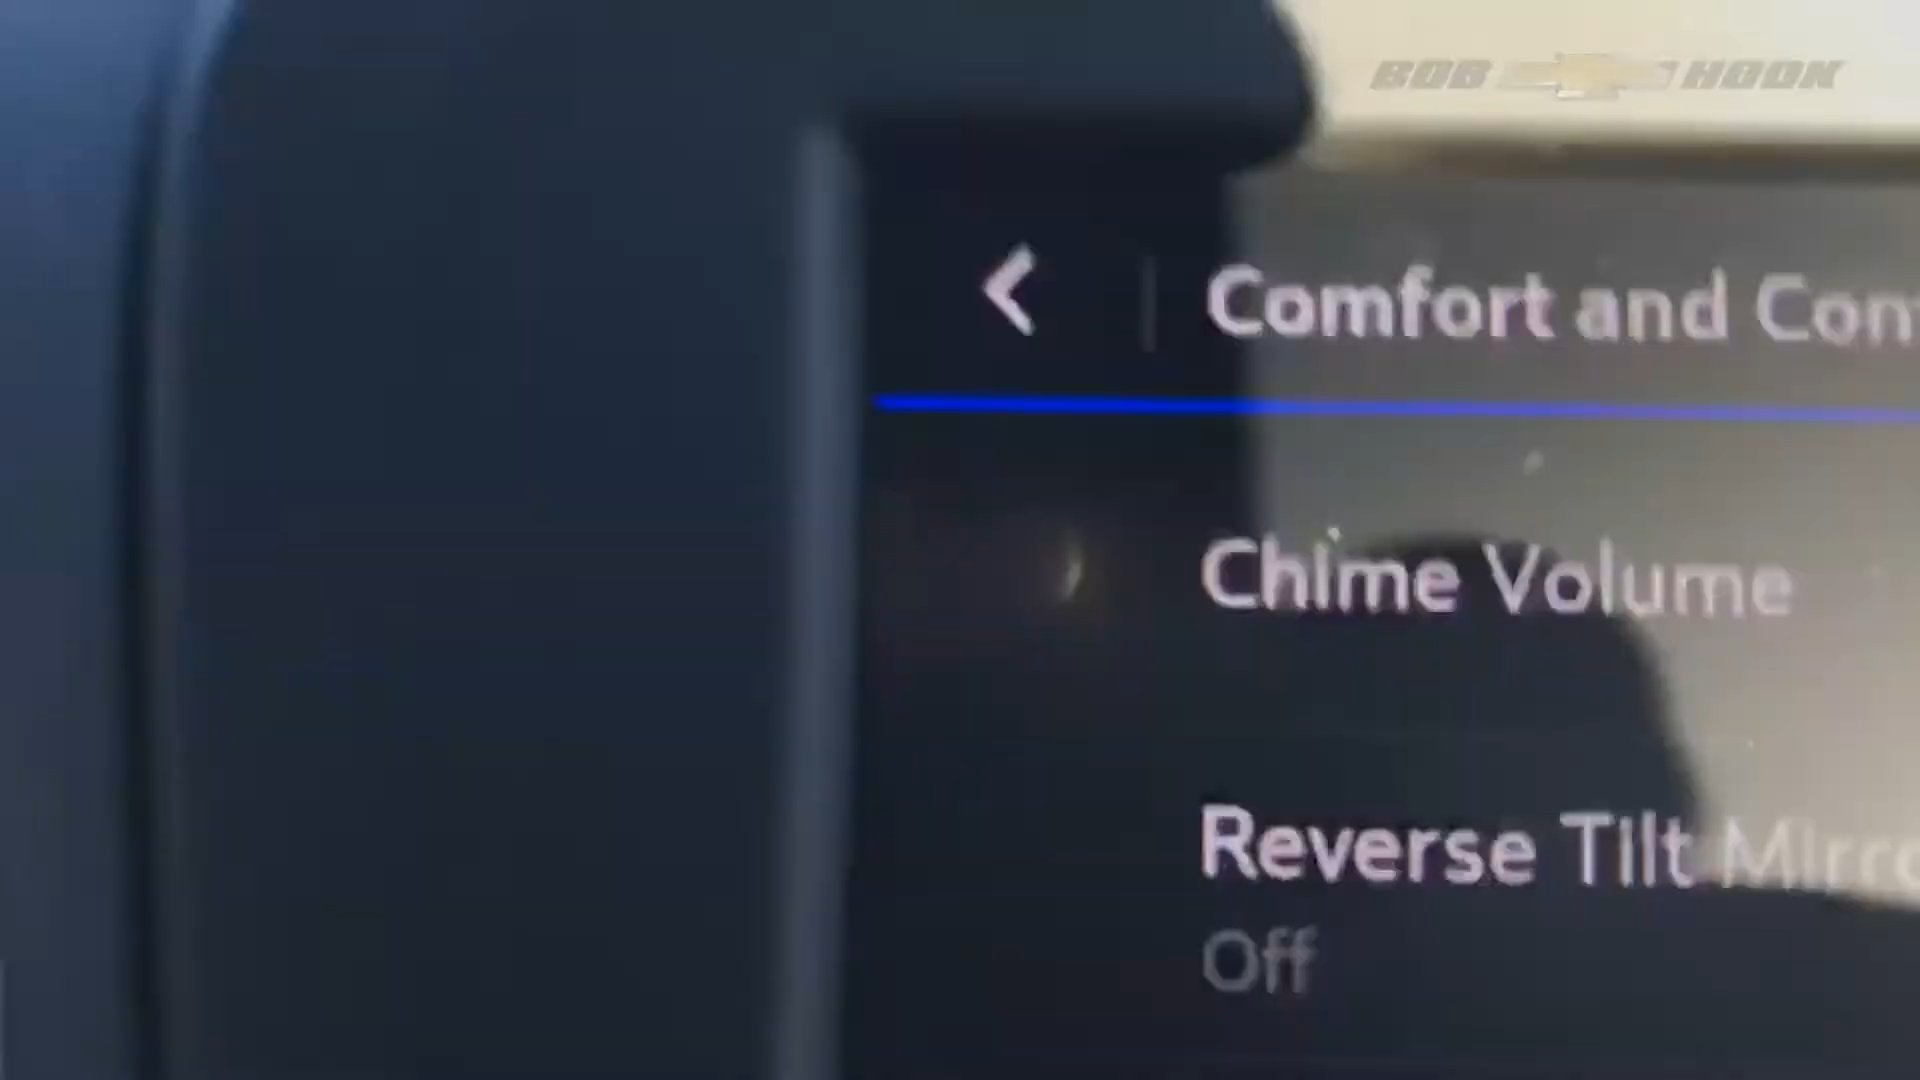 BOB HOOK
Comfort and Con
Chime Volume
Reverse Tilt Mirro
Off